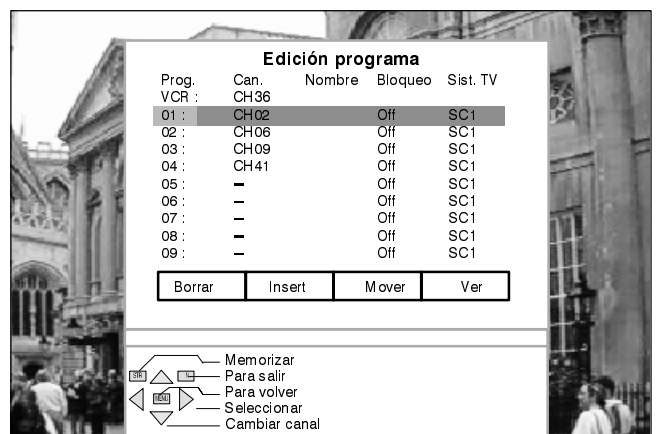 Edición programa
Prog. Can. Nombre Bloqueo Sist. TV
VCR : CH36
01 : CH02 Off SC1
02 : CH06 Off SC1
03 : CH09 Off SC1
04 : CH41 Off SC1
05 : – Off SC1
06 : – Off SC1
07 : – Off SC1
08 : – Off SC1
09 : – Off SC1
Borrar Insert Mover Ver
Memorizar
STR N Para salir
MENU Para volver
Seleccionar
Cambiar canal